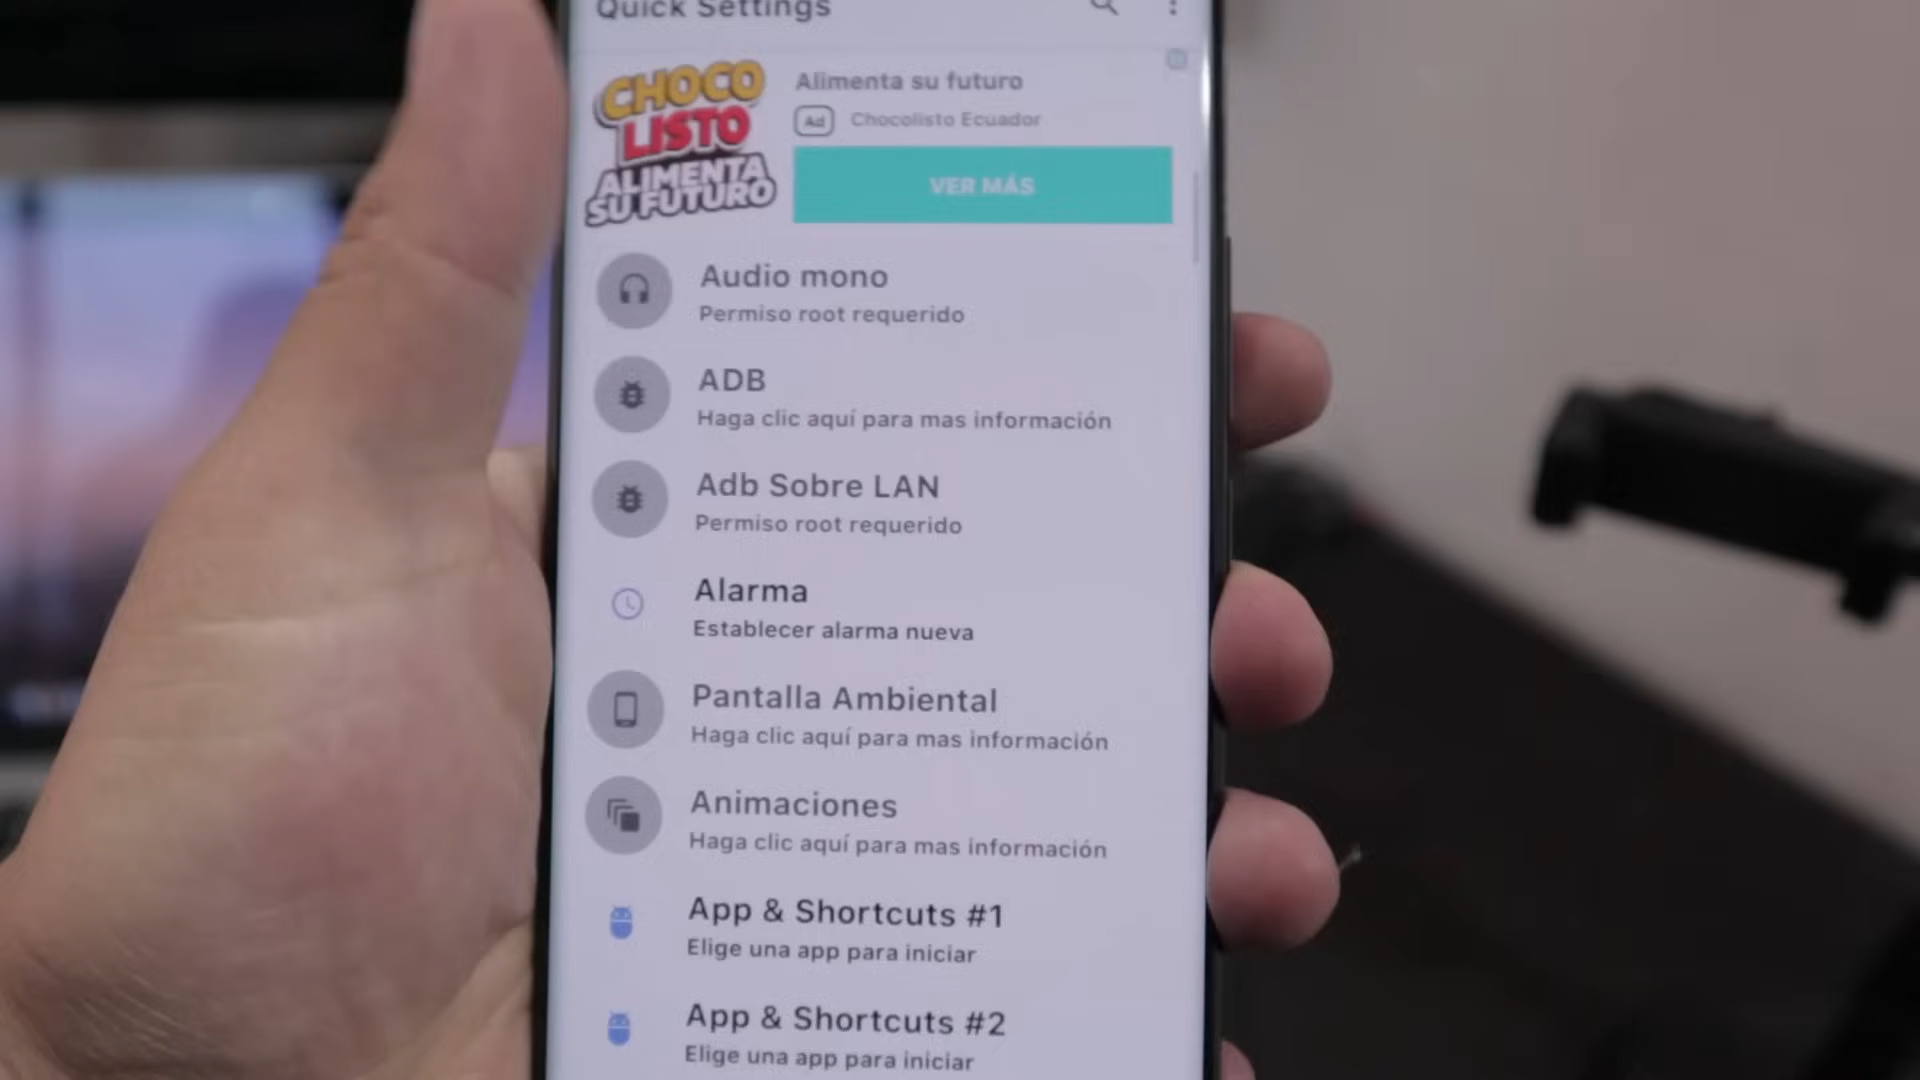 Quick Settings
CHOCO
LISTO
ALIMENTA
SU FUTURO
Alimenta su futuro
Ad Chocolisto Ecuador
VER MÁS
Audio mono
Permiso root requerido
ADB
Haga clic aquí para mas información
Adb Sobre LAN
Permiso root requerido
Alarma
Establecer alarma nueva
Pantalla Ambiental
Haga clic aquí para mas información
Animaciones
Haga clic aquí para mas información
App & Shortcuts #1
Elige una app para iniciar
App & Shortcuts #2
Elige una app para iniciar